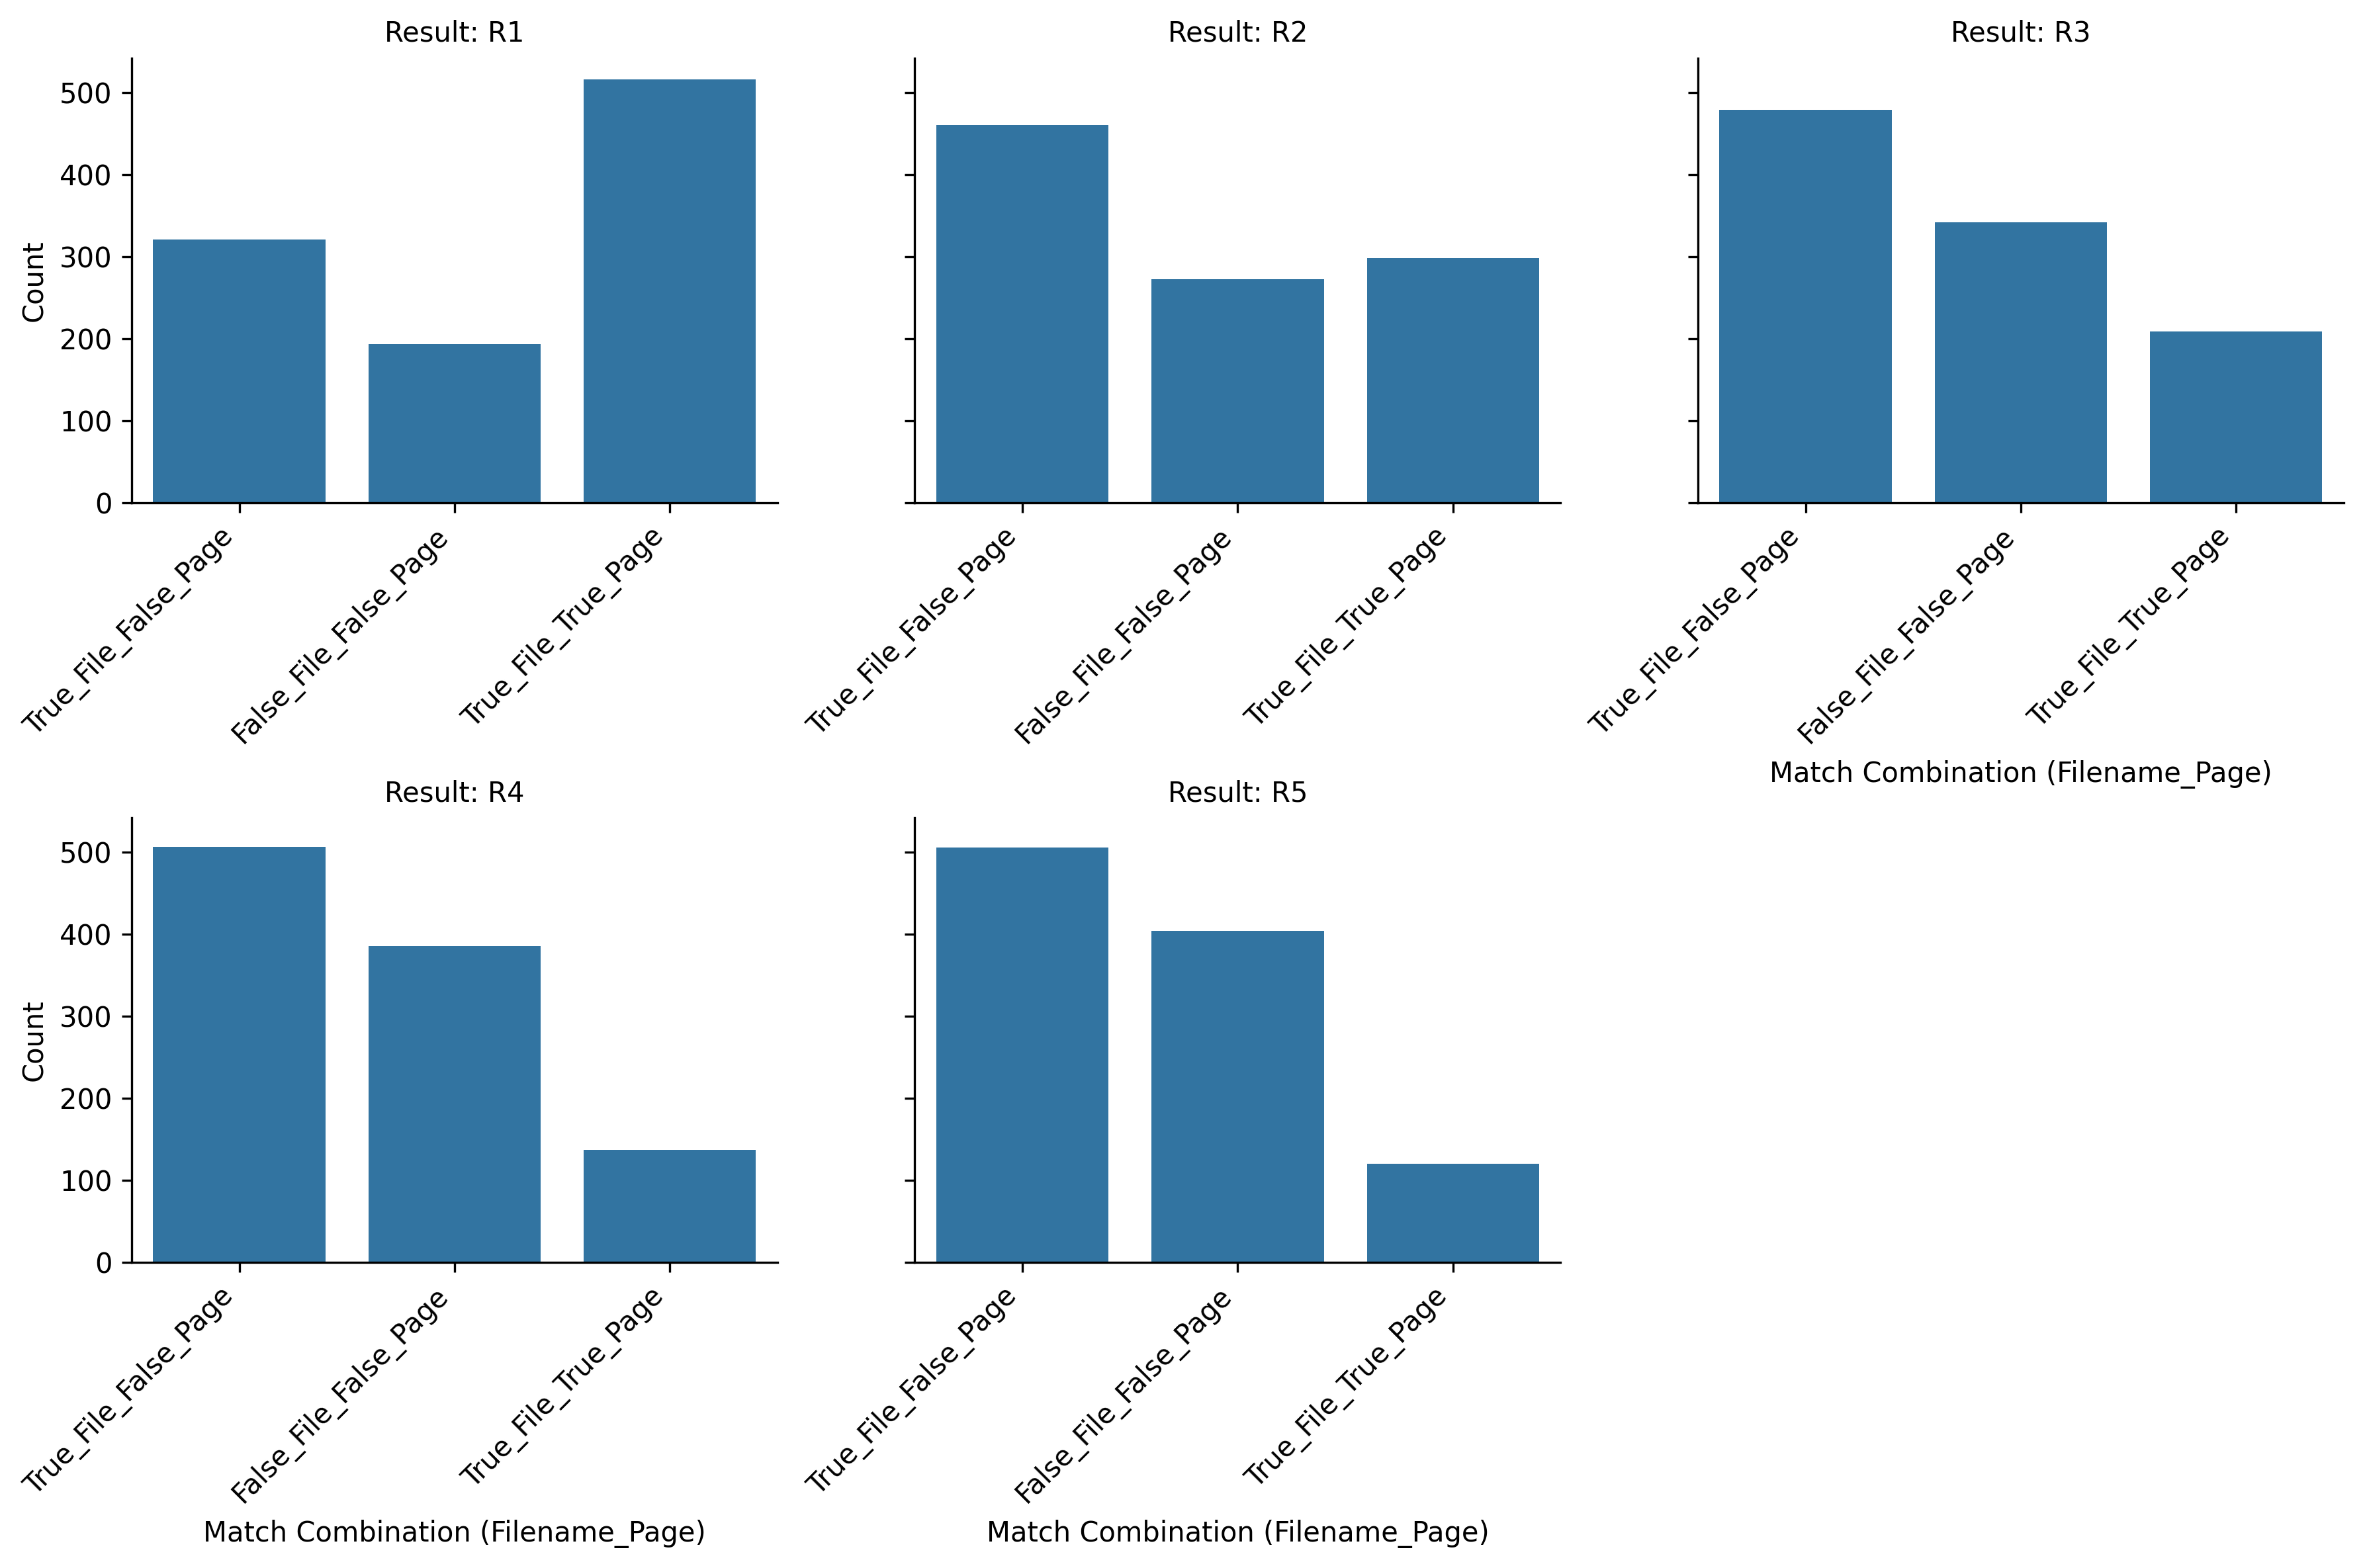 Result: R1
Count
500
400
300
200
100
0
True_File_False_Page
False_File_False_Page
True_File_True_Page
Result: R2
True_File_False_Page
False_File_False_Page
True_File_True_Page
Result: R3
True_File_False_Page
False_File_False_Page
True_File_True_Page
Match Combination (Filename_Page)
Result: R4
Count
500
400
300
200
100
0
True_File_False_Page
False_File_False_Page
True_File_True_Page
Match Combination (Filename_Page)
Result: R5
True_File_False_Page
False_File_False_Page
True_File_True_Page
Match Combination (Filename_Page)